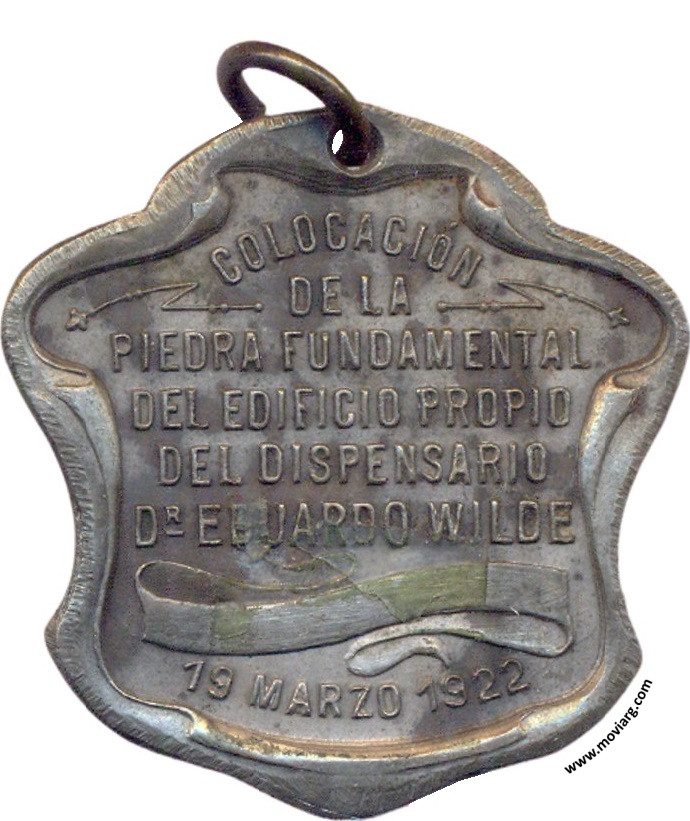 COLOCACIÓN
DE LA
PIEDRA FUNDAMENTAL
DEL EDIFICIO PROPIO
DEL DISPENSARIO
DR EDUARDO WILDE
19 MARZO 1922
www.moviarg.com